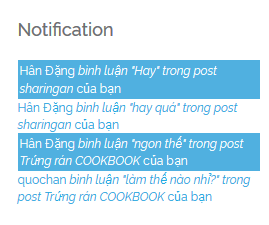 Notification
Hân Đặng bình luận "Hay" trong post
sharingan của bạn
Hân Đặng bình luận "hay quá" trong post
sharingan của bạn
Hân Đặng bình luận "ngon thế" trong post
Trứng rán COOKBOOK của bạn
quochan bình luận "làm thế nào nhỉ?" trong
post Trứng rán COOKBOOK của bạn